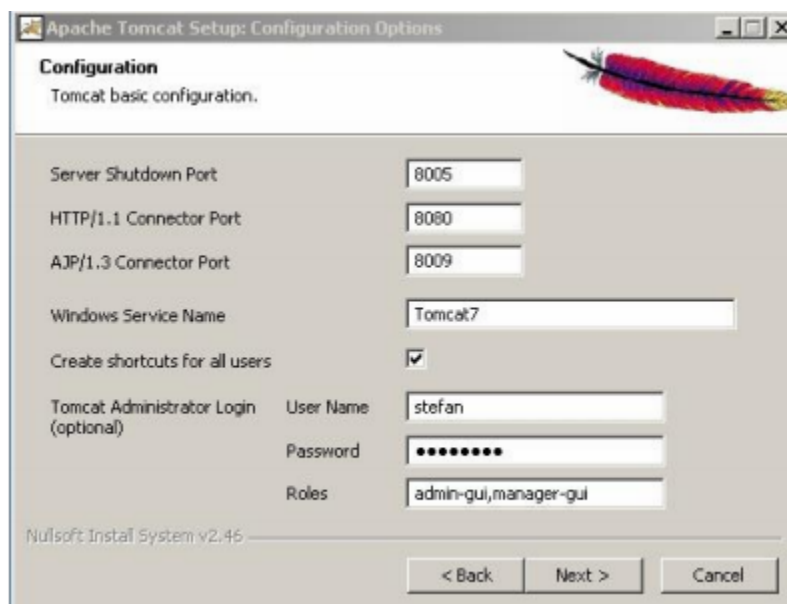 Apache Tomcat Setup: Configuration Options
Configuration
Tomcat basic configuration.
Server Shutdown Port 8005
HTTP/1.1 Connector Port 8080
AJP/1.3 Connector Port 8009
Windows Service Name Tomcat7
Create shortcuts for all users
Tomcat Administrator Login User Name stefan
(optional)
Password ●●●●●●●●
Roles admin-gui,manager-gui
Nullsoft Install System v2.46
< Back Next > Cancel